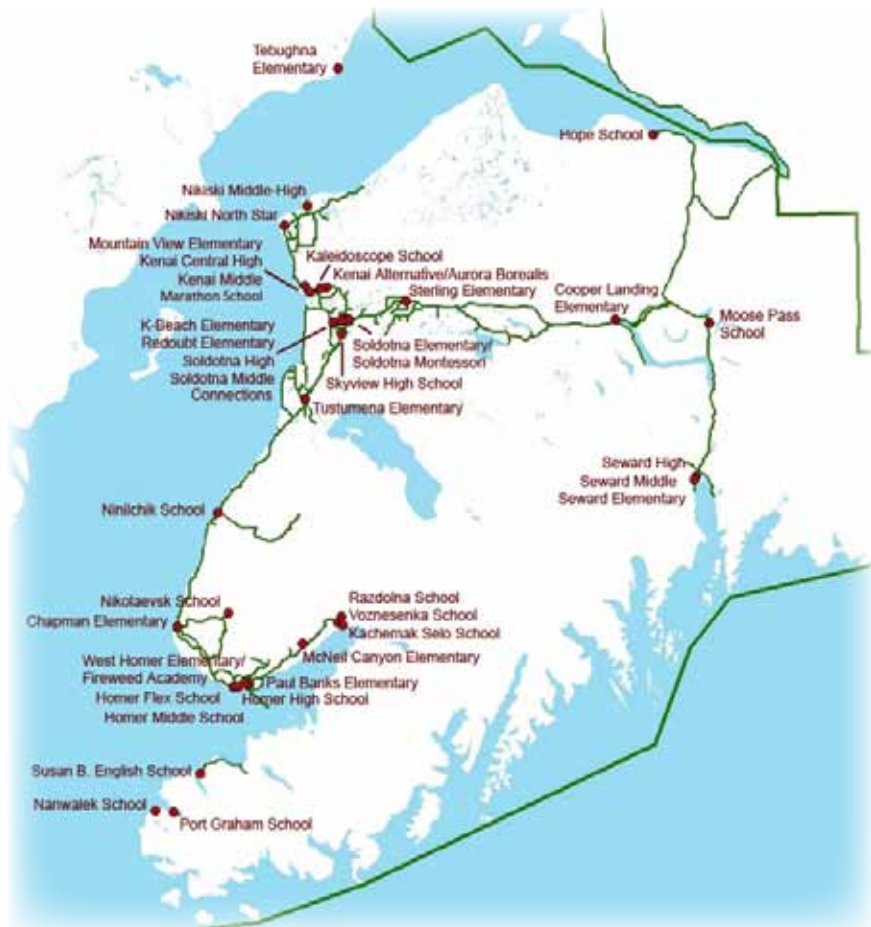 Tebughna
Elementary
Hope School
Nikiski Middle-High
Nikiski North Star
Mountain View Elementary
Kenai Central High
Kenai Middle
Marathon School
Kaleidoscope School
Kenai Alternative/Aurora Borealis
Sterling Elementary
Cooper Landing
Elementary
Moose Pass
School
K-Beach Elementary
Redoubt Elementary
Soldotna High
Soldotna Middle
Connections
Soldotna Elementary/
Soldotna Montessori
Skyview High School
Tustumena Elementary
Seward High
Seward Middle
Seward Elementary
Ninilchik School
Nikolaevsk School
Chapman Elementary
Razdolna School
Voznesenka School
Kachemak Selo School
McNeil Canyon Elementary
West Homer Elementary/
Fireweed Academy
Homer Flex School
Homer Middle School
Paul Banks Elementary
Homer High School
Susan B. English School
Nanwalek School
Port Graham School